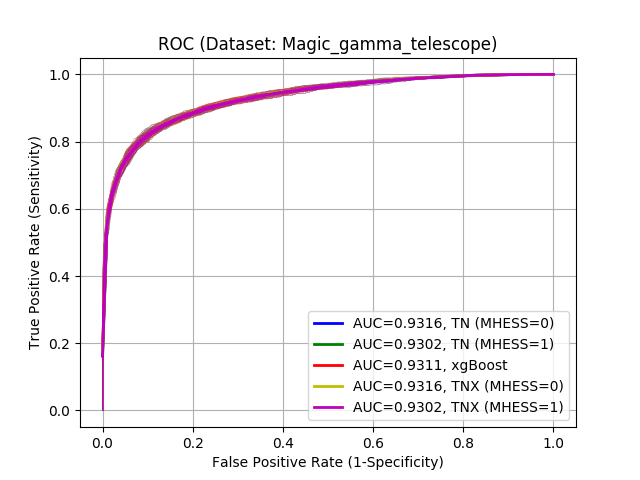 ROC (Dataset: Magic_gamma_telescope)
True Positive Rate (Sensitivity)
1.0
0.8
0.6
0.4
0.2
0.0
AUC=0.9316, TN (MHESS=0)
AUC=0.9302, TN (MHESS=1)
AUC=0.9311, xgBoost
AUC=0.9316, TNX (MHESS=0)
AUC=0.9302, TNX (MHESS=1)
0.0 0.2 0.4 0.6 0.8 1.0
False Positive Rate (1-Specificity)